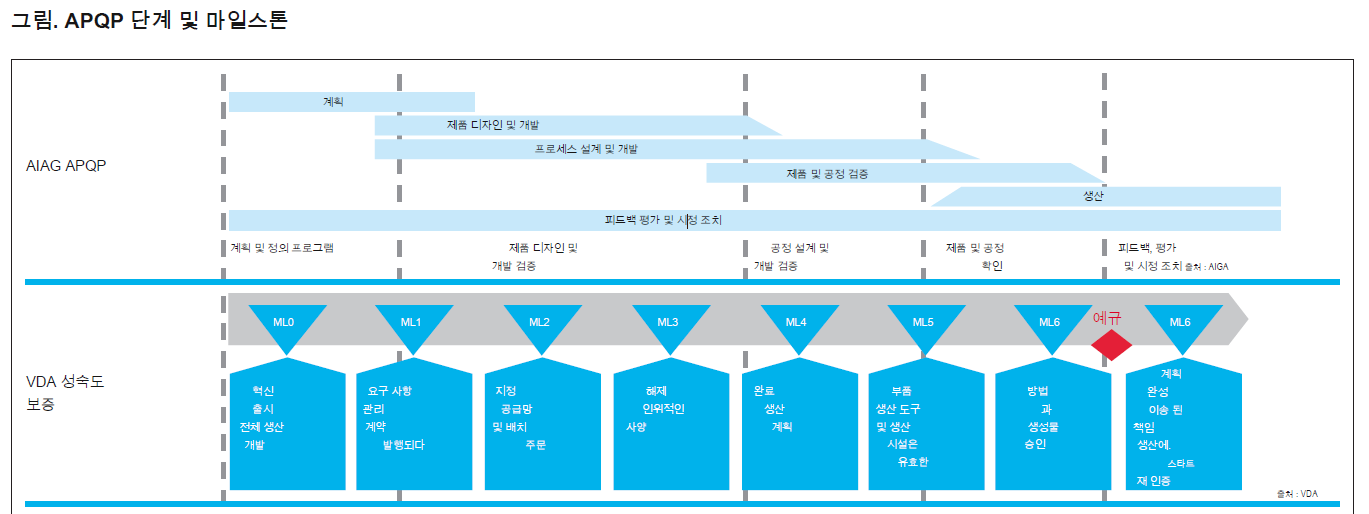 그림. APQP 단계 및 마일스톤
계획
제품 디자인 및 개발
프로세스 설계 및 개발
AIAG APQP
제품 및 공정 검증
생산
피드백 평가 및 시정 조치
계획 및 정의 프로그램
제품 디자인 및
개발 검증
공정 설계 및
개발 검증
제품 및 공정
확인
피드백, 평가
및 시정 조치 출처 : AIGA
ML0
ML1
ML2
ML3
ML4
ML5
ML6
예규
ML6
VDA 성숙도
보증
혁신
출시
전체 생산
개발
요구 사항
관리
계약
발행되다
지정
공급망
및 배치
주문
해제
인위적인
사양
완료
생산
계획
부품
생산 도구
및 생산
시설은
유효한
방법
과
생성물
승인
계획
완성
이송 된
책임
생산에.
스타트
재 인증
출처 : VDA